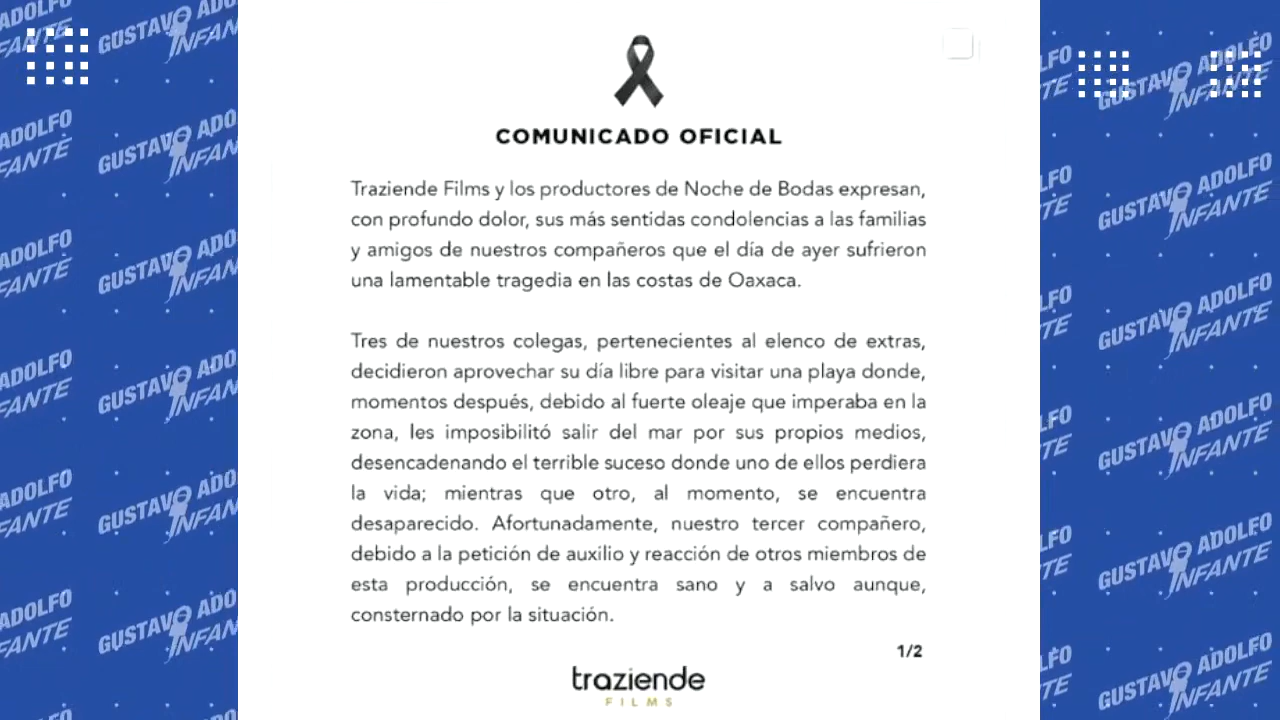 COMUNICADO OFICIAL
Traziende Films y los productores de Noche de Bodas expresan,
con profundo dolor, sus más sentidas condolencias a las familias
y amigos de nuestros compañeros que el día de ayer sufrieron
una lamentable tragedia en las costas de Oaxaca.
Tres de nuestros colegas, pertenecientes al elenco de extras,
decidieron aprovechar su día libre para visitar una playa donde,
momentos después, debido al fuerte oleaje que imperaba en la
zona, les imposibilitó salir del mar por sus propios medios,
desencadenando el terrible suceso donde uno de ellos perdiera
la vida; mientras que otro, al momento, se encuentra
desaparecido. Afortunadamente, nuestro tercer compañero,
debido a la petición de auxilio y reacción de otros miembros de
esta producción, se encuentra sano y a salvo aunque,
consternado por la situación.
1/2
traziende
FILMS
GUSTAVO ADOLFO
INFANTE